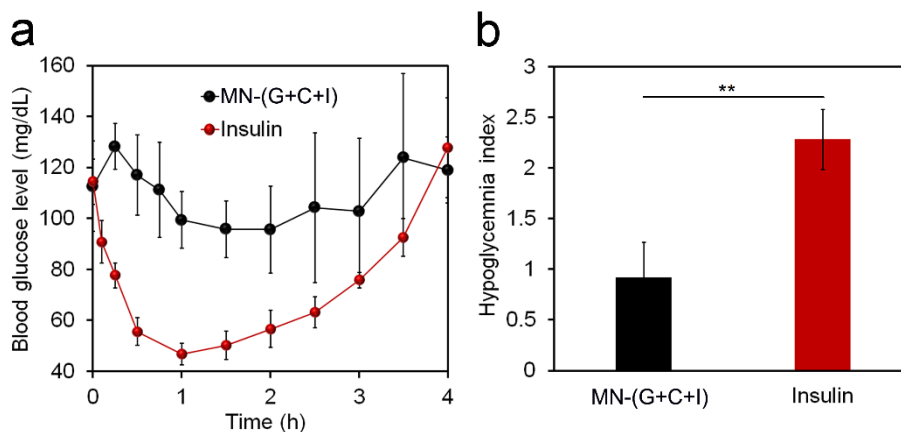 a
160
140
120
100
80
60
40
0
1
2
3
4
Blood glucose level (mg/dL)
Time (h)
MN-(G+C+I)
Insulin
b
3
2.5
2
1.5
1
0.5
0
Hypoglycemnia index
**
MN-(G+C+I)
Insulin